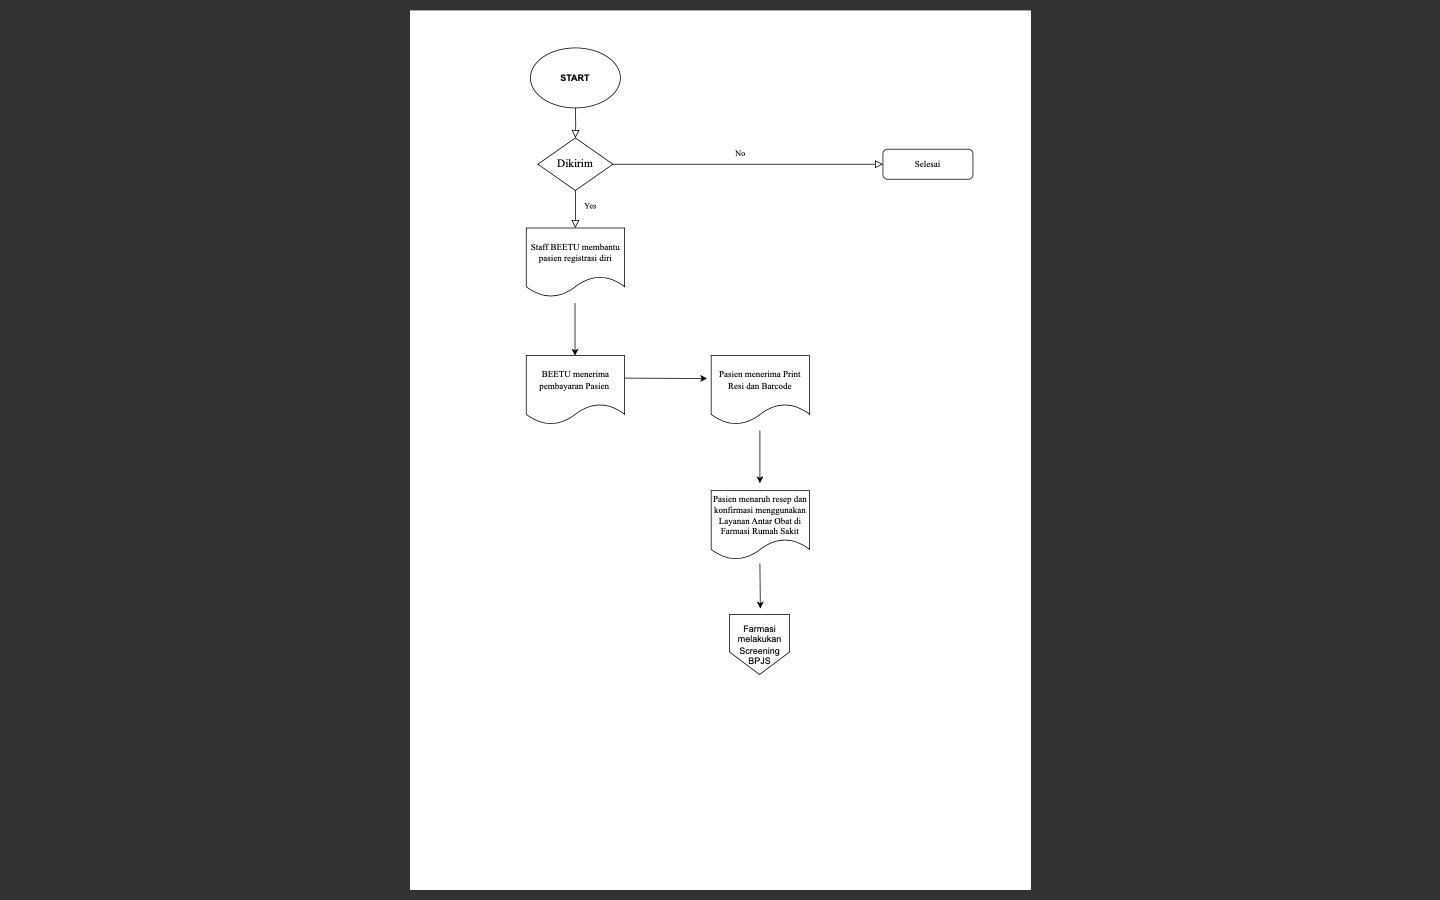 START
Dikirim
No
Selesai
Yes
Staff BEETU membantu
pasien registrasi diri
BEETU menerima
pembayaran Pasien
Pasien menerima Print
Resi dan Barcode
Pasien menaruh resep dan
konfirmasi menggunakan
Layanan Antar Obat di
Farmasi Rumah Sakit
Farmasi
melakukan
Screening
BPJS